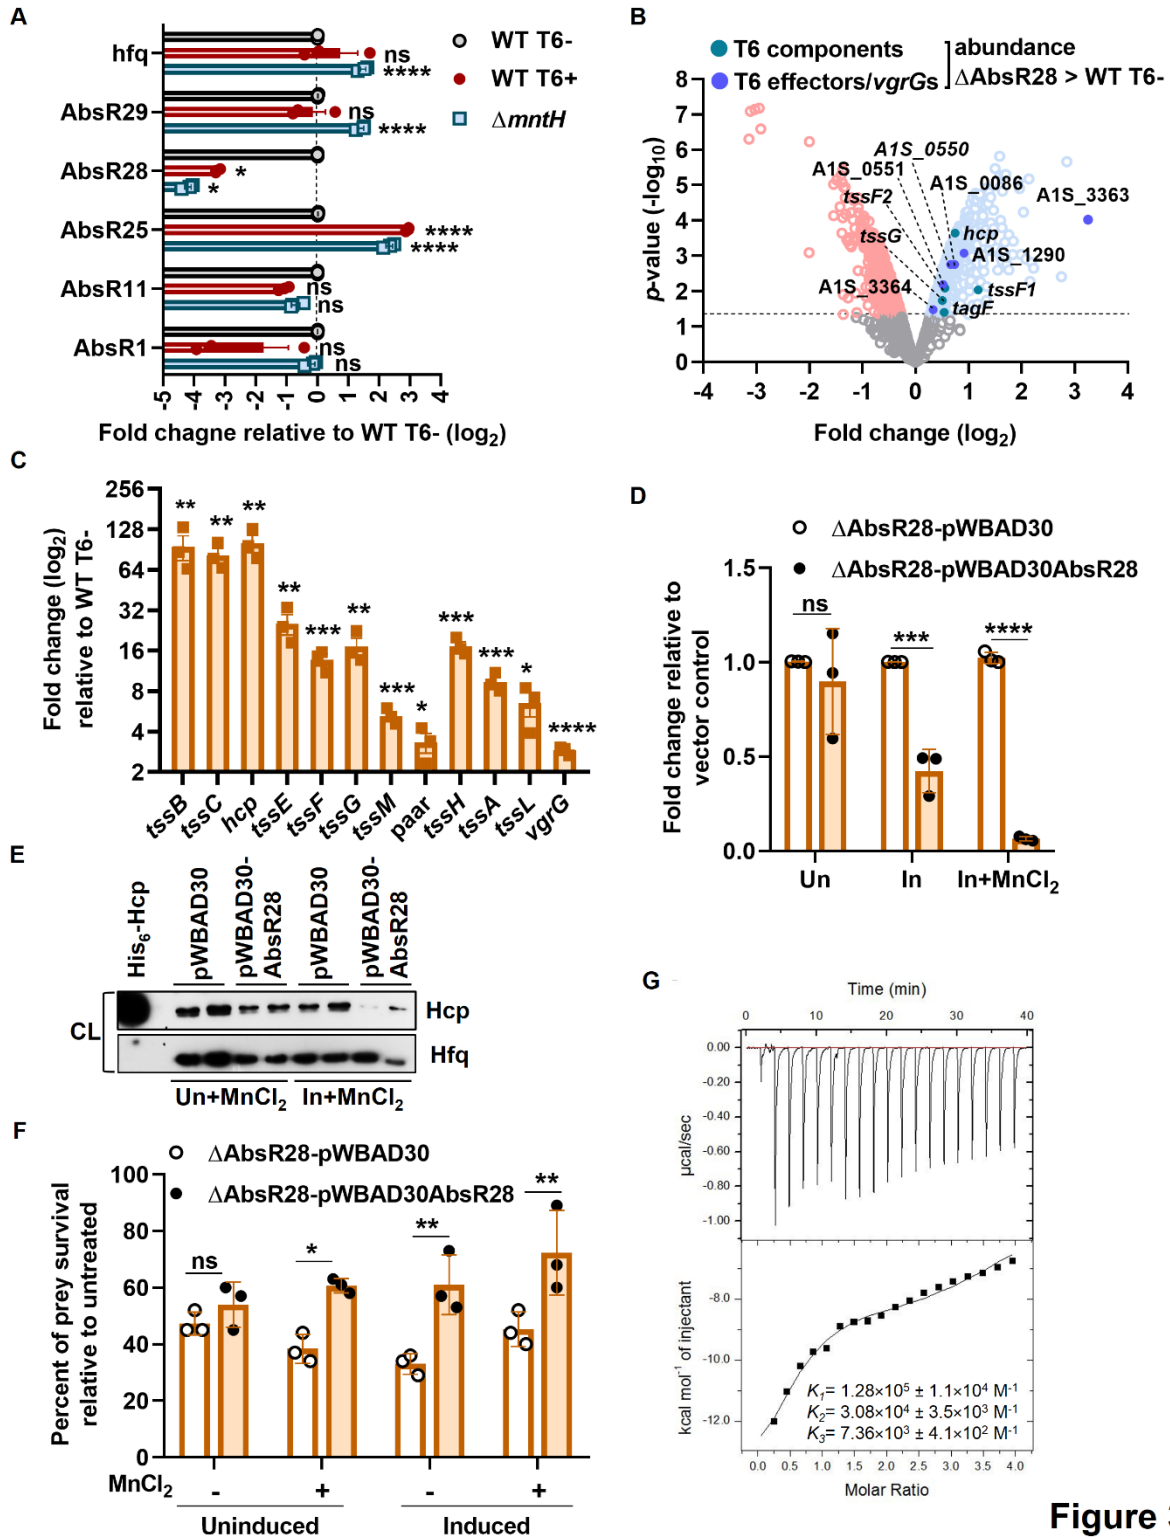 A
WT T6-
WT T6+
ΔmntH
hfq
ns
****
AbsR29
ns
****
AbsR28
*
*
AbsR25
****
****
AbsR11
ns
ns
AbsR1
ns
ns
-5 -4 -3 -2 -1 0 1 2 3 4
Fold chagne relative to WT T6- (log2)
B
T6 components
T6 effectors/vgrGs
abundance
ΔAbsR28 > WT T6-
p-value (-log10)
8
7
6
5
4
3
2
1
0
A1S_0550
A1S_0551
A1S_0086
tssF2
A1S_3363
tssG
hcp
A1S_1290
A1S_3364
tssF1
tagF
-4 -3 -2 -1 0 1 2 3 4
Fold change (log2)
C
Fold change (log2)
relative to WT T6-
256
128
64
32
16
8
4
2
** ** ** ** *** ** *** * *** *** * ****
tssB tssC hcp tssE tssF tssG tssM paar tssH tssA tssL vgrG
D
ΔAbsR28-pWBAD30
ΔAbsR28-pWBAD30AbsR28
Fold change relative to
vector control
1.5
1.0
0.5
0.0
ns *** ****
Un In In+MnCl2
E
His6-Hcp
pWBAD30
pWBAD30-
AbsR28
pWBAD30
pWBAD30-
AbsR28
CL
Hcp
Hfq
Un+MnCl2 In+MnCl2
F
ΔAbsR28-pWBAD30
ΔAbsR28-pWBAD30AbsR28
Percent of prey survival
relative to untreated
100
80
60
40
20
0
ns * ** **
MnCl2 - + - +
Uninduced Induced
G
Time (min)
0 10 20 30 40
µcal/sec
0.00
-0.20
-0.40
-0.60
-0.80
-1.00
kcal mol-1 of injectant
-8.0
-10.0
-12.0
K1= 1.28×10⁵ ± 1.1×10⁴ M-1
K2= 3.08×10⁴ ± 3.5×10³ M-1
K3= 7.36×10³ ± 4.1×10² M-1
0.0 0.5 1.0 1.5 2.0 2.5 3.0 3.5 4.0
Molar Ratio
Figure